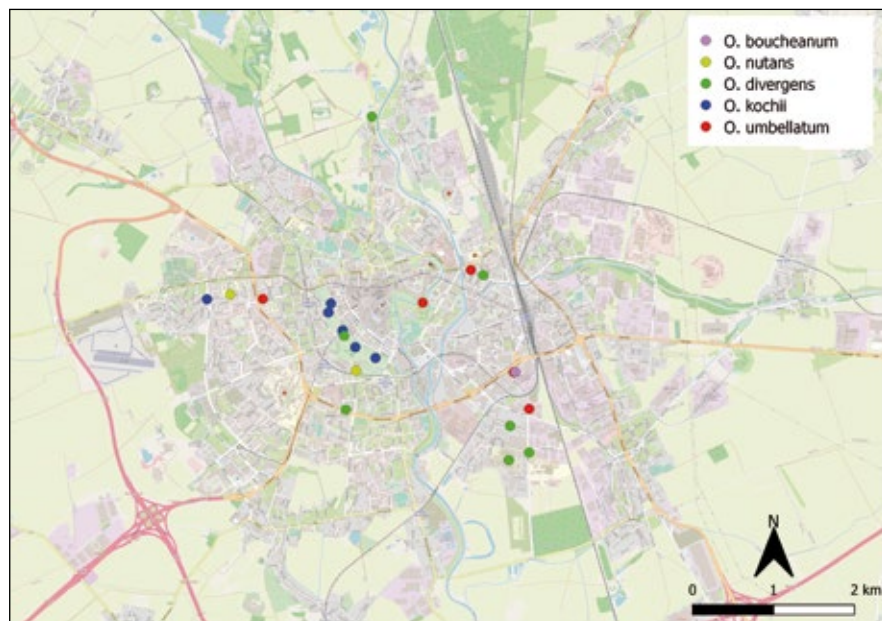 O. boucheanum
O. nutans
O. divergens
O. kochii
O. umbellatum
N
0 1 2 km